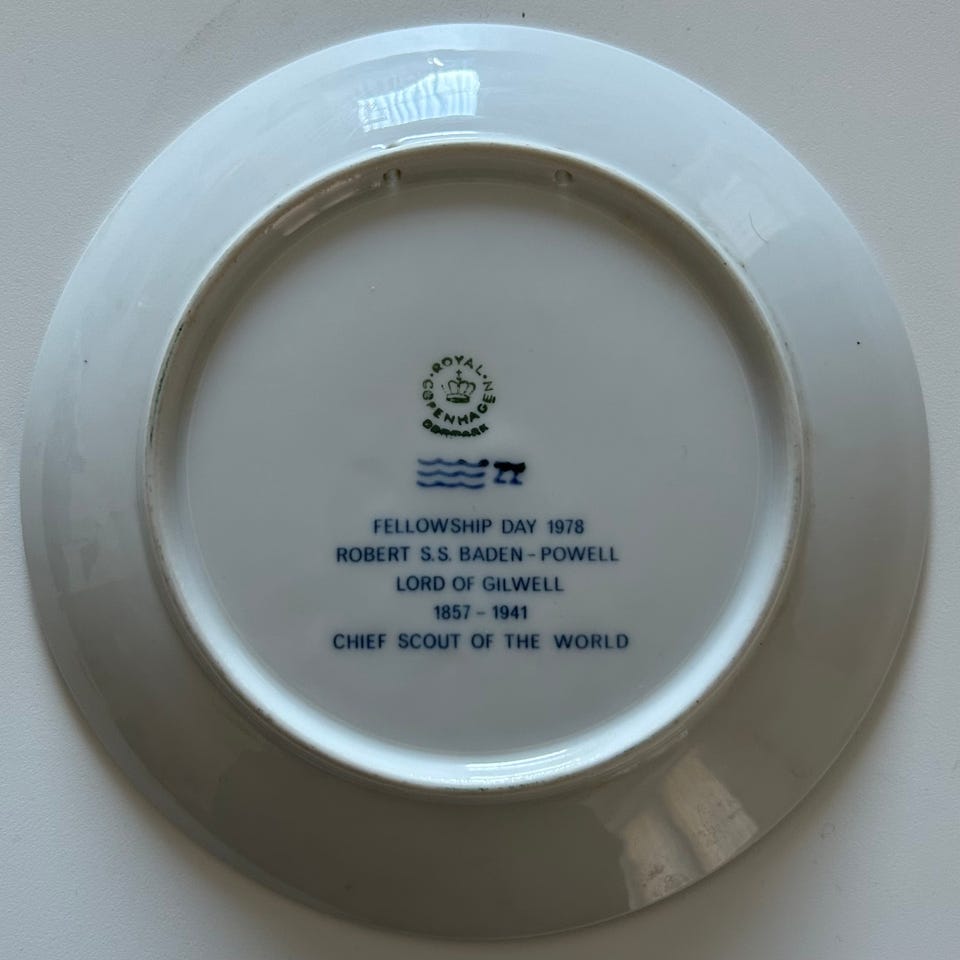 ROYAL
COPENHAGEN
DENMARK
FELLOWSHIP DAY 1978
ROBERT S.S. BADEN-POWELL
LORD OF GILWELL
1857-1941
CHIEF SCOUT OF THE WORLD